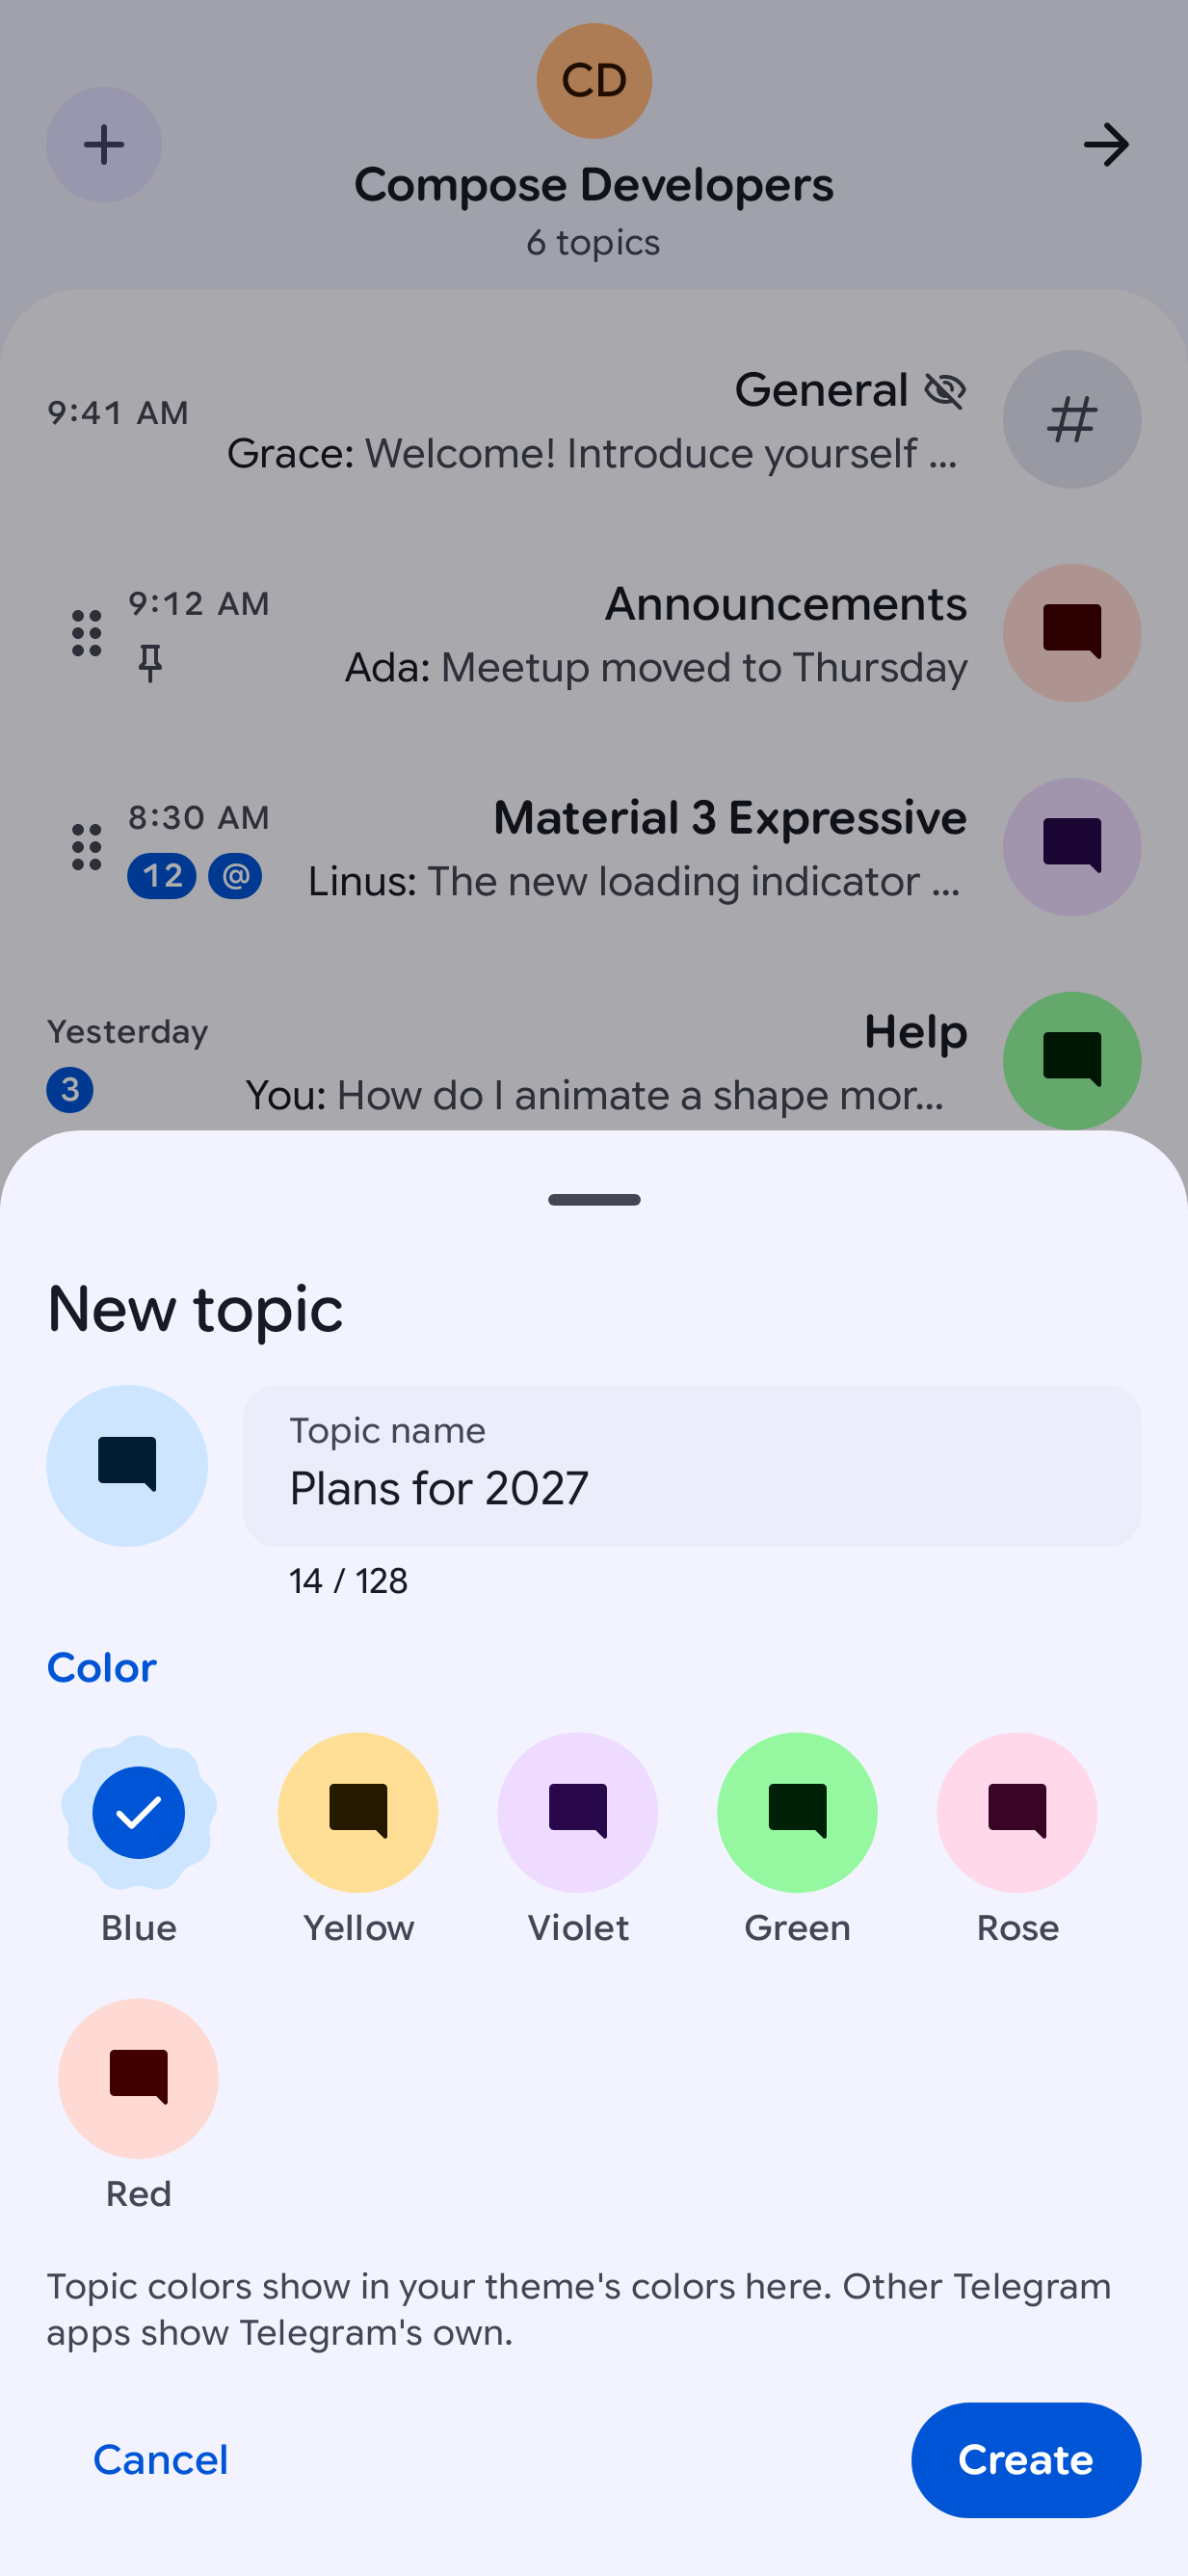 CD
Compose Developers
6 topics
General
9:41 AM
Grace: Welcome! Introduce yourself ...
Announcements
9:12 AM
Ada: Meetup moved to Thursday
Material 3 Expressive
8:30 AM
12 @
Linus: The new loading indicator ...
Help
Yesterday
3
You: How do I animate a shape mor...
New topic
Topic name
Plans for 2027
14 / 128
Color
Blue
Yellow
Violet
Green
Rose
Red
Topic colors show in your theme's colors here. Other Telegram
apps show Telegram's own.
Cancel
Create